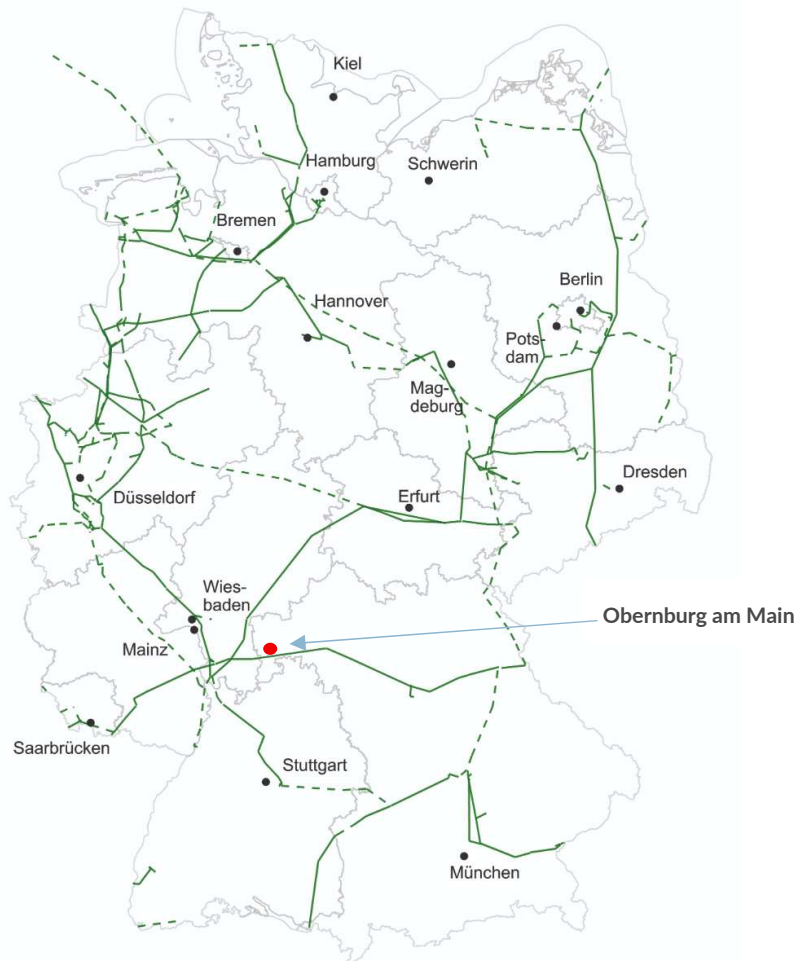 Kiel
Hamburg
Schwerin
Bremen
Berlin
Hannover
Pots-
dam
Mag-
deburg
Düsseldorf
Erfurt
Dresden
Wies-
baden
Obernburg am Main
Mainz
Saarbrücken
Stuttgart
München